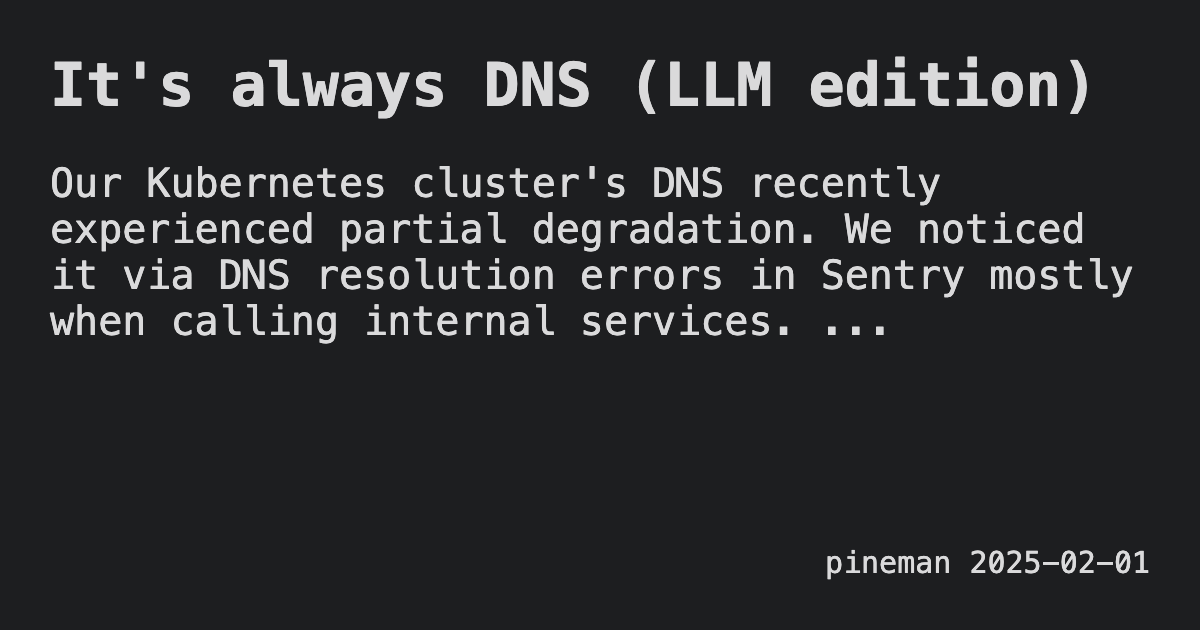 It's always DNS (LLM edition)
Our Kubernetes cluster's DNS recently
experienced partial degradation. We noticed
it via DNS resolution errors in Sentry mostly
when calling internal services. ...
pineman 2025-02-01